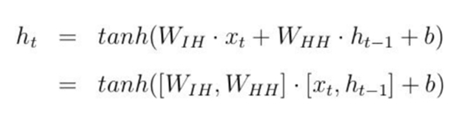 h_t = tanh(W_{IH} · x_t + W_{HH} · h_{t−1} + b)
= tanh([W_{IH}, W_{HH}] · [x_t, h_{t−1}] + b)